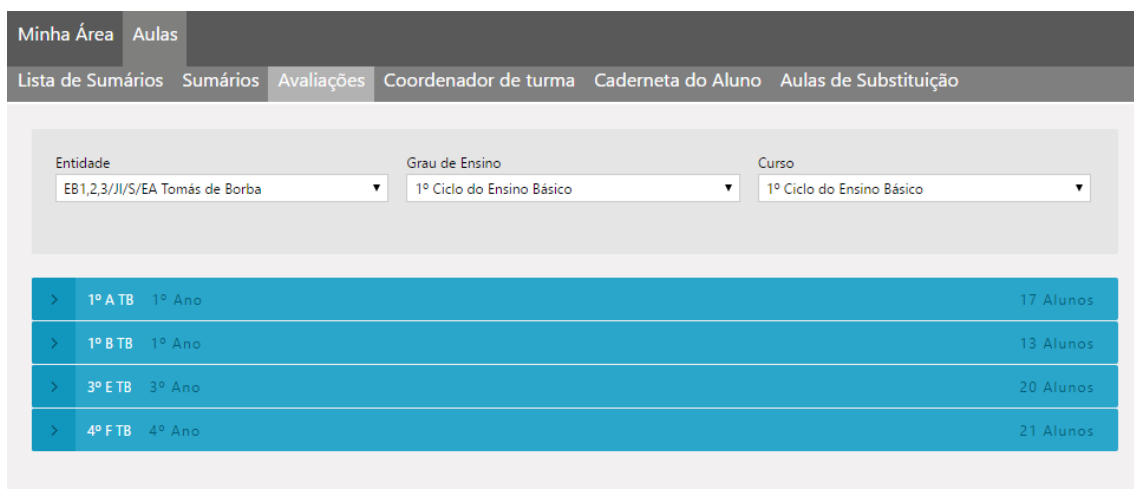 Minha Área Aulas
Lista de Sumários Sumários Avaliações Coordenador de turma Caderneta do Aluno Aulas de Substituição
Entidade Grau de Ensino Curso
EB1,2,3/JI/S/EA Tomás de Borba 1º Ciclo do Ensino Básico 1º Ciclo do Ensino Básico
1º A TB 1º Ano 17 Alunos
1º B TB 1º Ano 13 Alunos
3º E TB 3º Ano 20 Alunos
4º F TB 4º Ano 21 Alunos